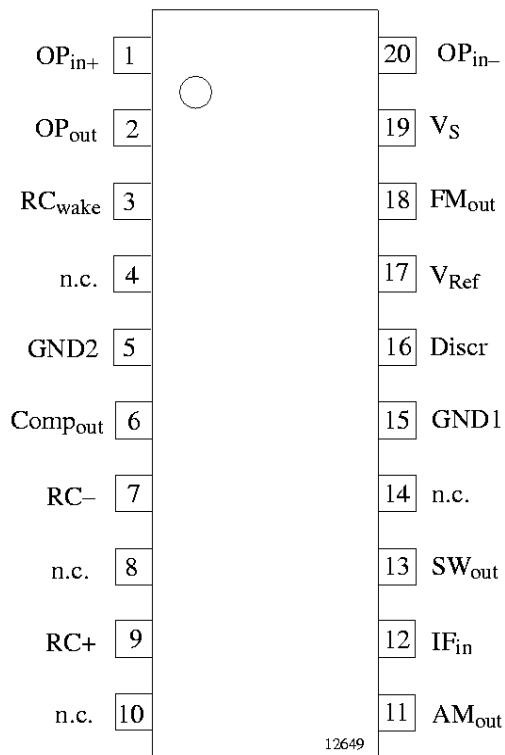 OPin+ 1 20 OPin–
OPout 2 19 VS
RCwake 3 18 FMout
n.c. 4 17 VRef
GND2 5 16 Discr
Compout 6 15 GND1
RC– 7 14 n.c.
n.c. 8 13 SWout
RC+ 9 12 IFin
n.c. 10 11 AMout
12649